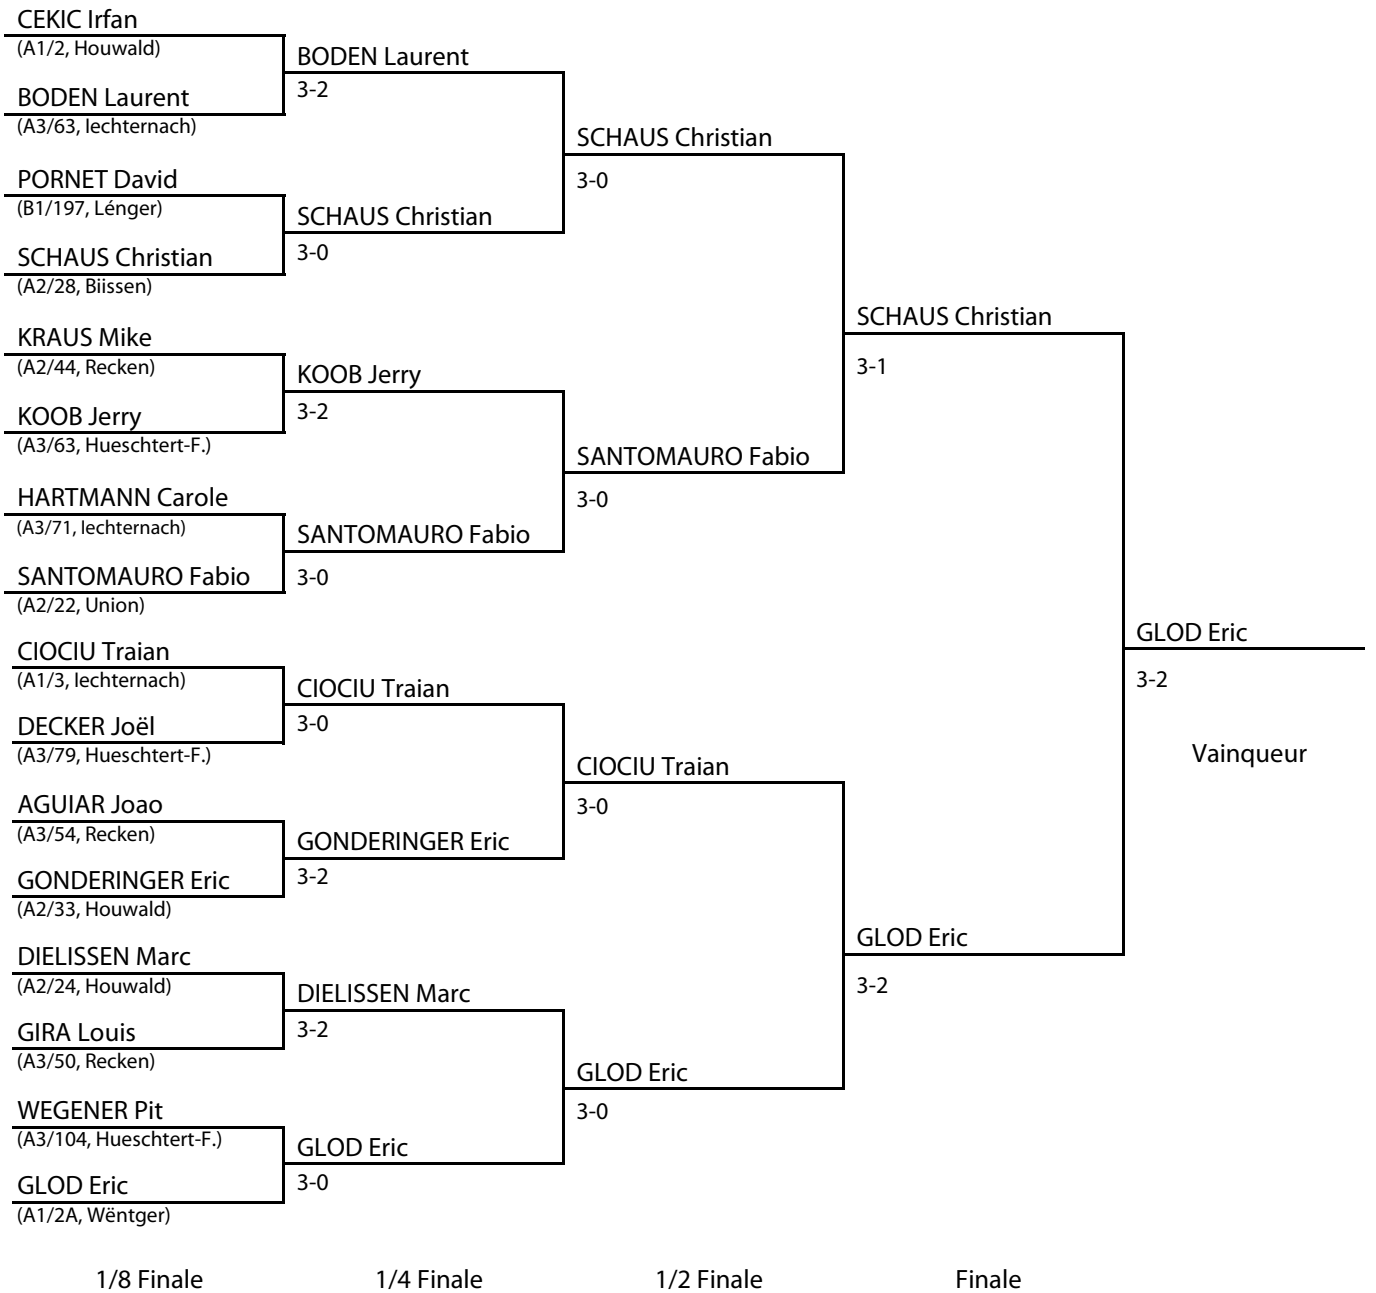 CEKIC Irfan
(A1/2, Houwald)
BODEN Laurent
(A3/63, Iechternach)
PORNET David
(B1/197, Lénger)
SCHAUS Christian
(A2/28, Biissen)
KRAUS Mike
(A2/44, Recken)
KOOB Jerry
(A3/63, Hueschtert-F.)
HARTMANN Carole
(A3/71, Iechternach)
SANTOMAURO Fabio
(A2/22, Union)
CIOCIU Traian
(A1/3, Iechternach)
DECKER Joël
(A3/79, Hueschtert-F.)
AGUIAR Joao
(A3/54, Recken)
GONDERINGER Eric
(A2/33, Houwald)
DIELISSEN Marc
(A2/24, Houwald)
GIRA Louis
(A3/50, Recken)
WEGENER Pit
(A3/104, Hueschtert-F.)
GLOD Eric
(A1/2A, Wëntger)
1/8 Finale
BODEN Laurent
3-2
SCHAUS Christian
3-0
KOOB Jerry
3-2
SANTOMAURO Fabio
3-0
CIOCIU Traian
3-0
GONDERINGER Eric
3-2
DIELISSEN Marc
3-2
GLOD Eric
3-0
1/4 Finale
SCHAUS Christian
3-0
SANTOMAURO Fabio
3-0
CIOCIU Traian
3-0
GLOD Eric
3-0
1/2 Finale
SCHAUS Christian
3-1
GLOD Eric
3-2
Finale
GLOD Eric
3-2
Vainqueur